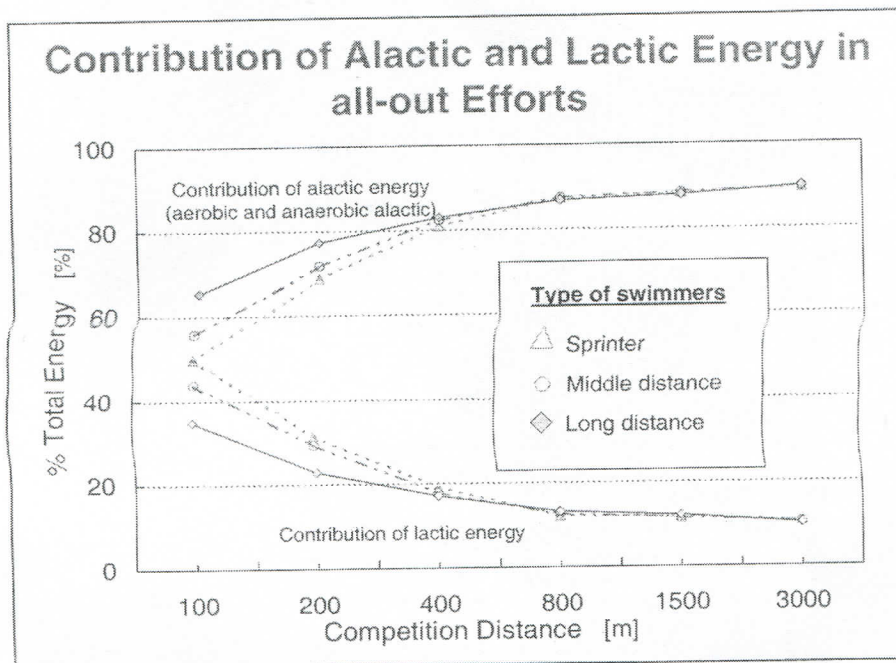 Contribution of Alactic and Lactic Energy in
all-out Efforts
100
80
60
40
20
0
% Total Energy [%]
Contribution of alactic energy
(aerobic and anaerobic alactic)
Type of swimmers
Sprinter
Middle distance
Long distance
Contribution of lactic energy
100 200 400 800 1500 3000
Competition Distance [m]